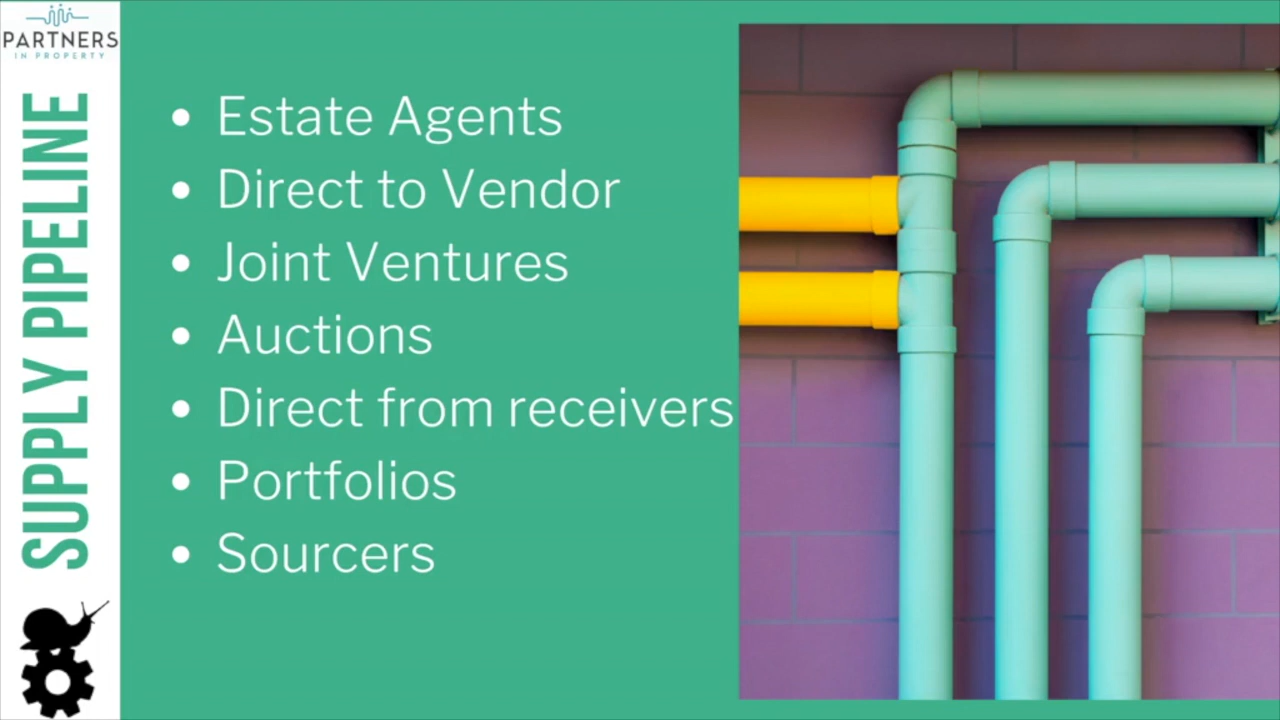 PARTNERS
IN PROPERTY
SUPPLY PIPELINE
Estate Agents
Direct to Vendor
Joint Ventures
Auctions
Direct from receivers
Portfolios
Sourcers